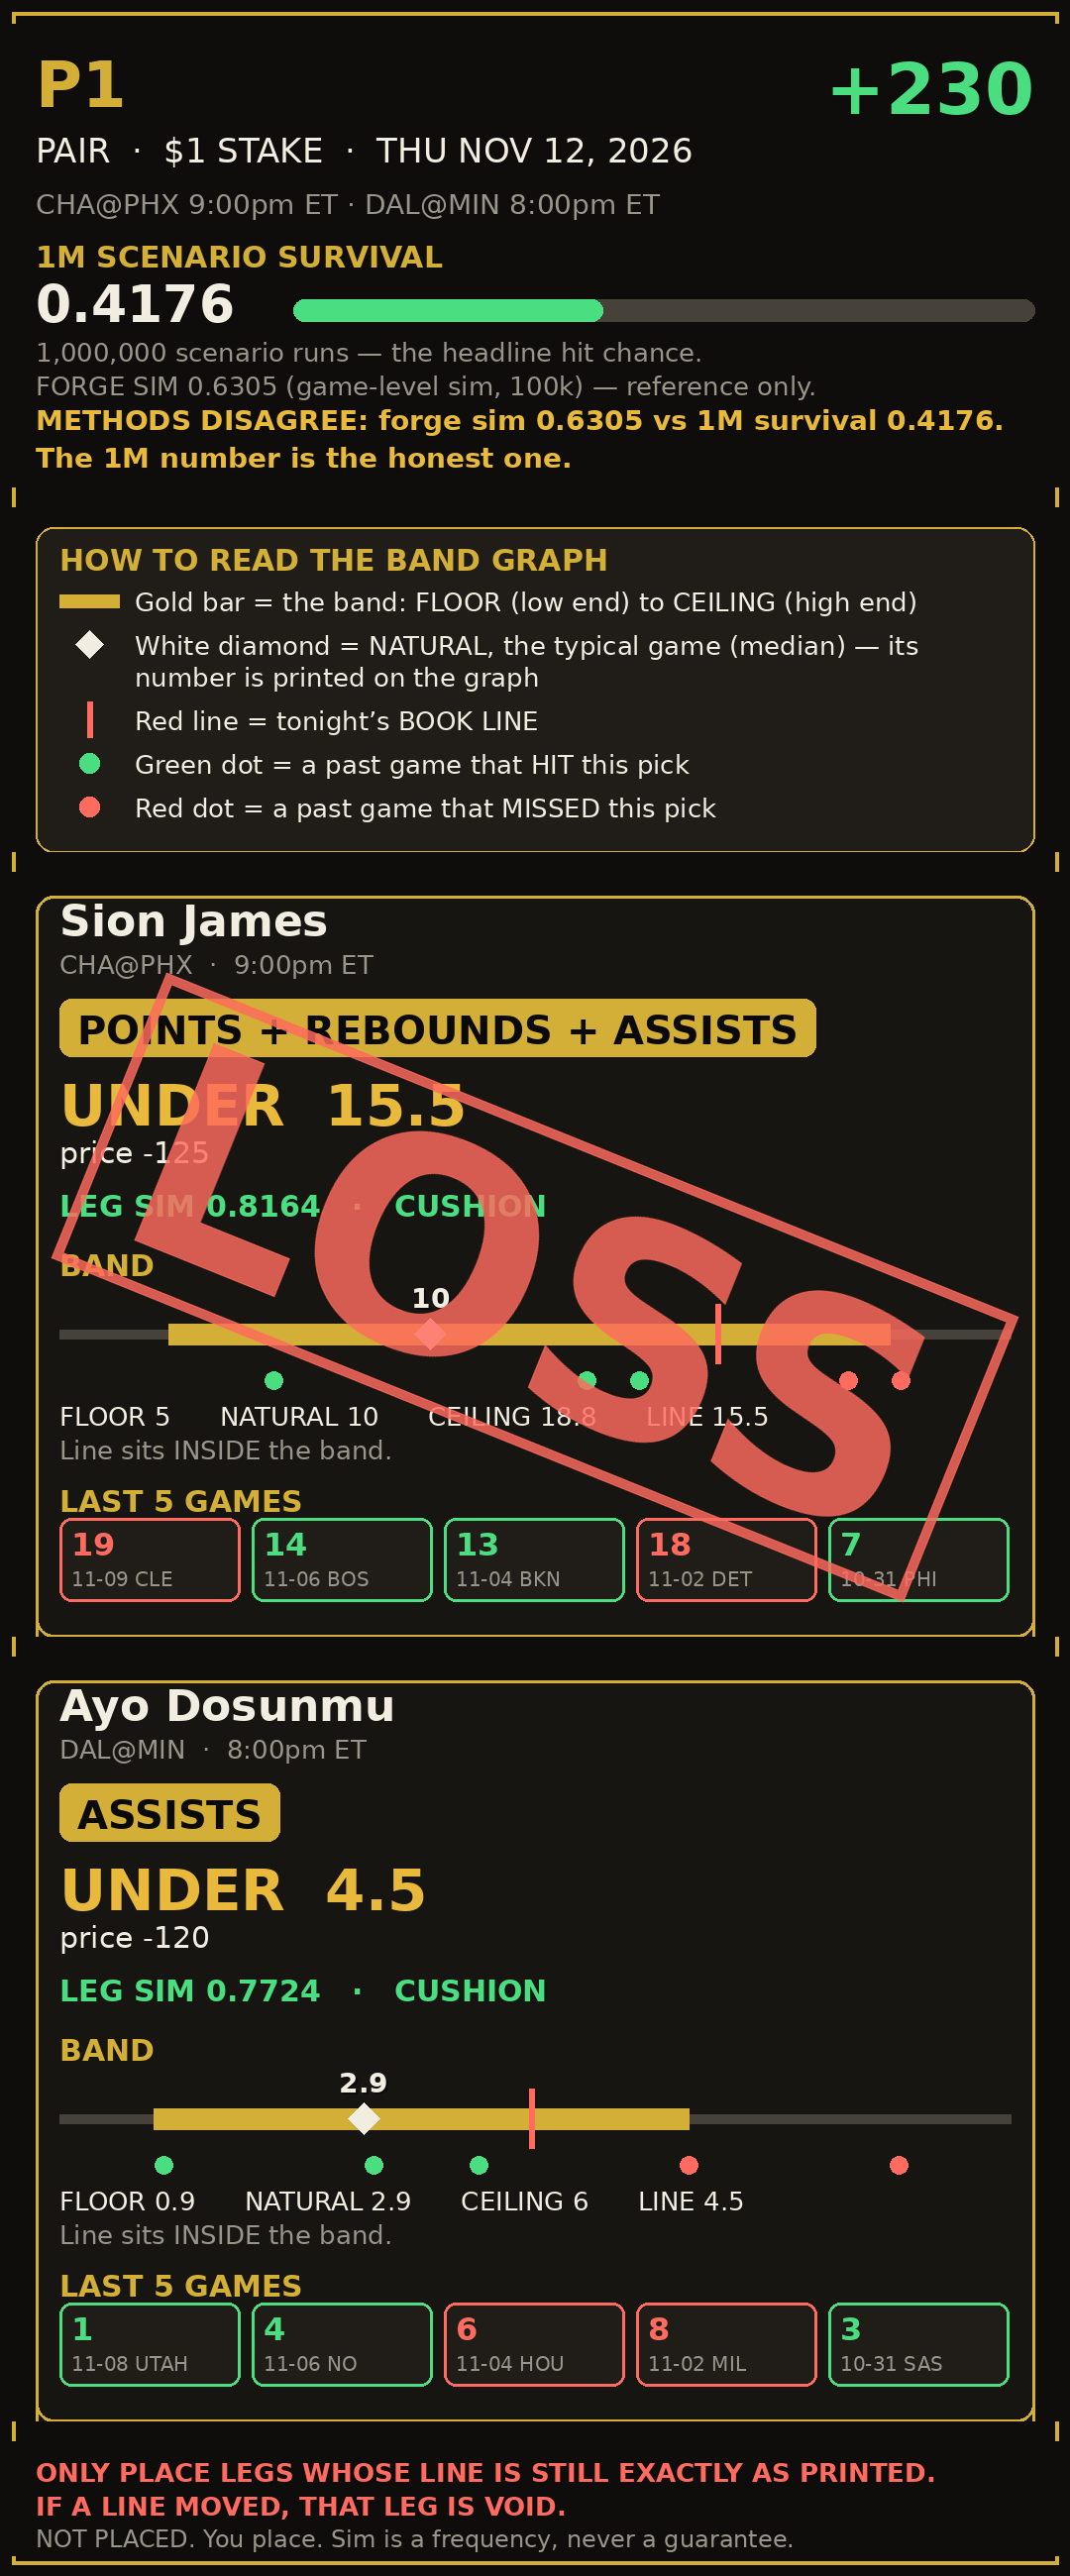 P1
+230
PAIR · $1 STAKE · THU NOV 12, 2026
CHA@PHX 9:00pm ET · DAL@MIN 8:00pm ET
1M SCENARIO SURVIVAL
0.4176
1,000,000 scenario runs — the headline hit chance.
FORGE SIM 0.6305 (game-level sim, 100k) — reference only.
METHODS DISAGREE: forge sim 0.6305 vs 1M survival 0.4176.
The 1M number is the honest one.
HOW TO READ THE BAND GRAPH
Gold bar = the band: FLOOR (low end) to CEILING (high end)
White diamond = NATURAL, the typical game (median) — its
number is printed on the graph
Red line = tonight’s BOOK LINE
Green dot = a past game that HIT this pick
Red dot = a past game that MISSED this pick
Sion James
CHA@PHX · 9:00pm ET
POINTS + REBOUNDS + ASSISTS
UNDER 15.5
price -125
LEG SIM 0.8164 · CUSHION
LOSS
BAND
10
FLOOR 5 NATURAL 10 CEILING 18.8 LINE 15.5
Line sits INSIDE the band.
LAST 5 GAMES
19 14 13 18 7
11-09 CLE 11-06 BOS 11-04 BKN 11-02 DET 10-31 PHI
Ayo Dosunmu
DAL@MIN · 8:00pm ET
ASSISTS
UNDER 4.5
price -120
LEG SIM 0.7724 · CUSHION
BAND
2.9
FLOOR 0.9 NATURAL 2.9 CEILING 6 LINE 4.5
Line sits INSIDE the band.
LAST 5 GAMES
1 4 6 8 3
11-08 UTAH 11-06 NO 11-04 HOU 11-02 MIL 10-31 SAS
ONLY PLACE LEGS WHOSE LINE IS STILL EXACTLY AS PRINTED.
IF A LINE MOVED, THAT LEG IS VOID.
NOT PLACED. You place. Sim is a frequency, never a guarantee.